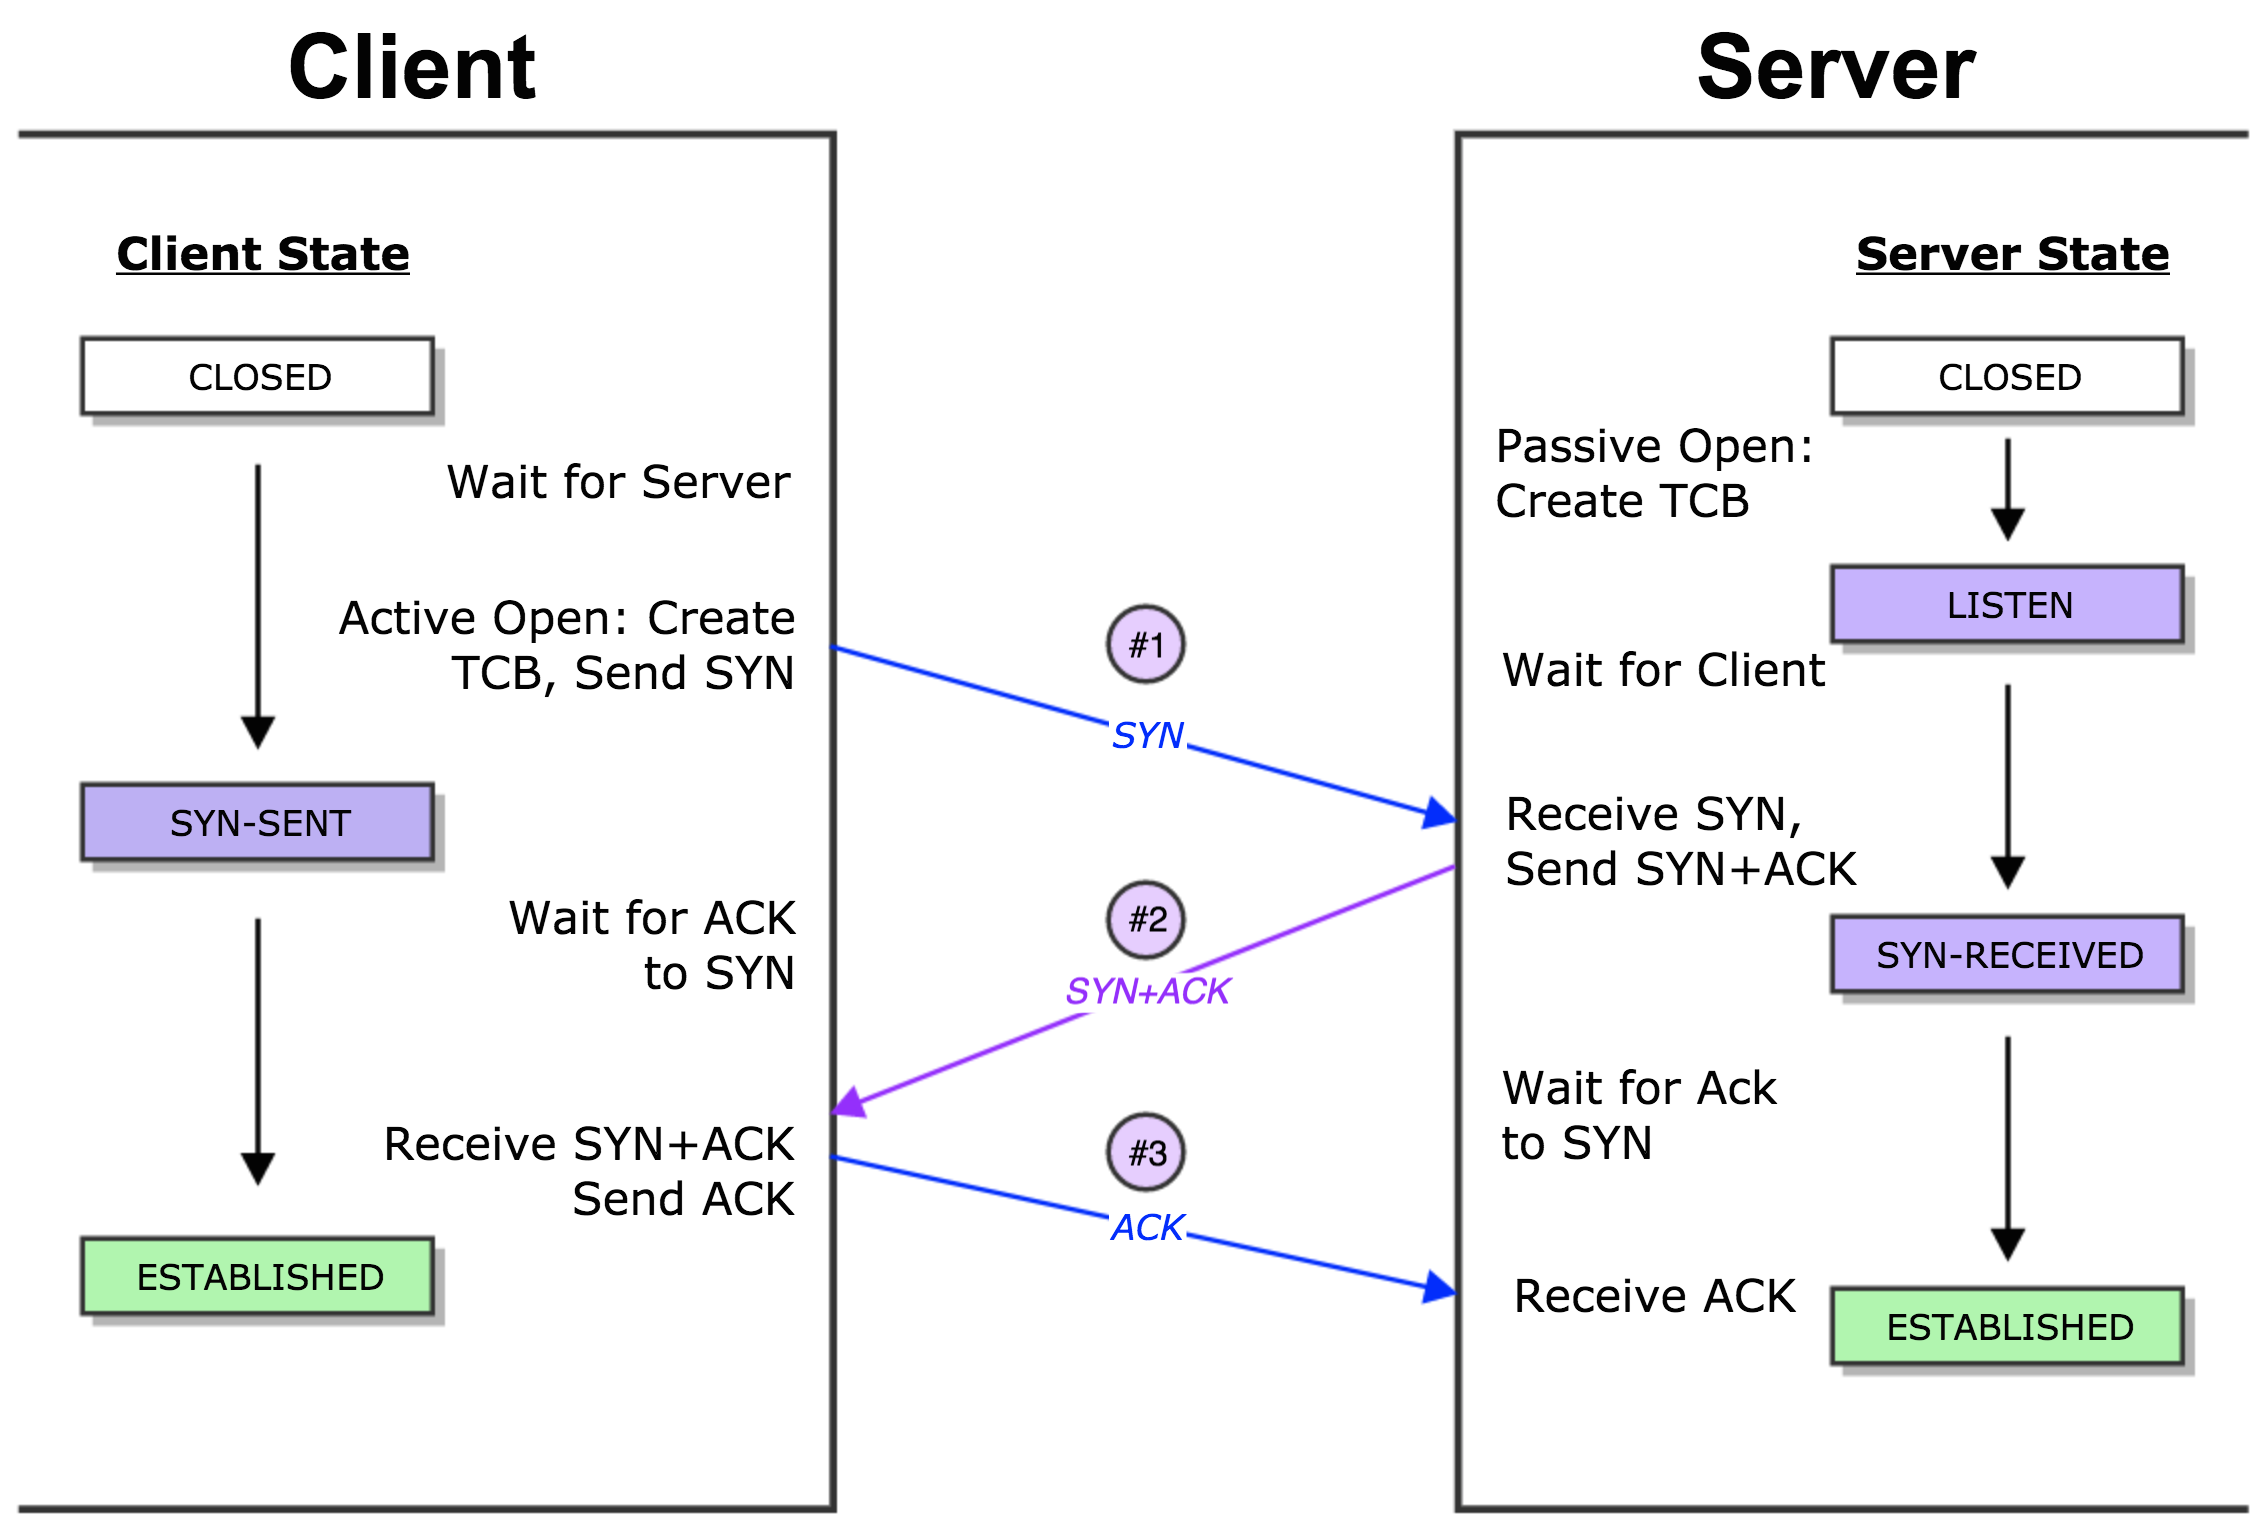 Client
Server
Client State
CLOSED
Wait for Server
Active Open: Create
TCB, Send SYN
SYN-SENT
Wait for ACK
to SYN
Receive SYN+ACK
Send ACK
ESTABLISHED
#1
SYN
#2
SYN+ACK
#3
ACK
Server State
CLOSED
Passive Open:
Create TCB
LISTEN
Wait for Client
Receive SYN,
Send SYN+ACK
SYN-RECEIVED
Wait for Ack
to SYN
Receive ACK
ESTABLISHED